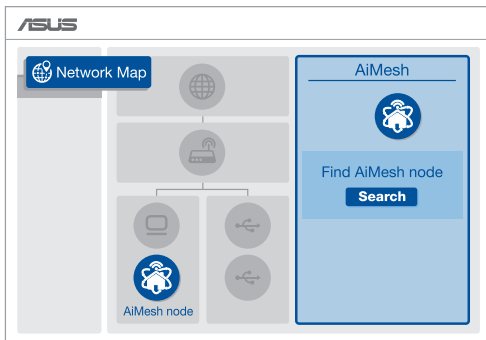 ASUS
Network Map
AiMesh
Find AiMesh node
Search
AiMesh node